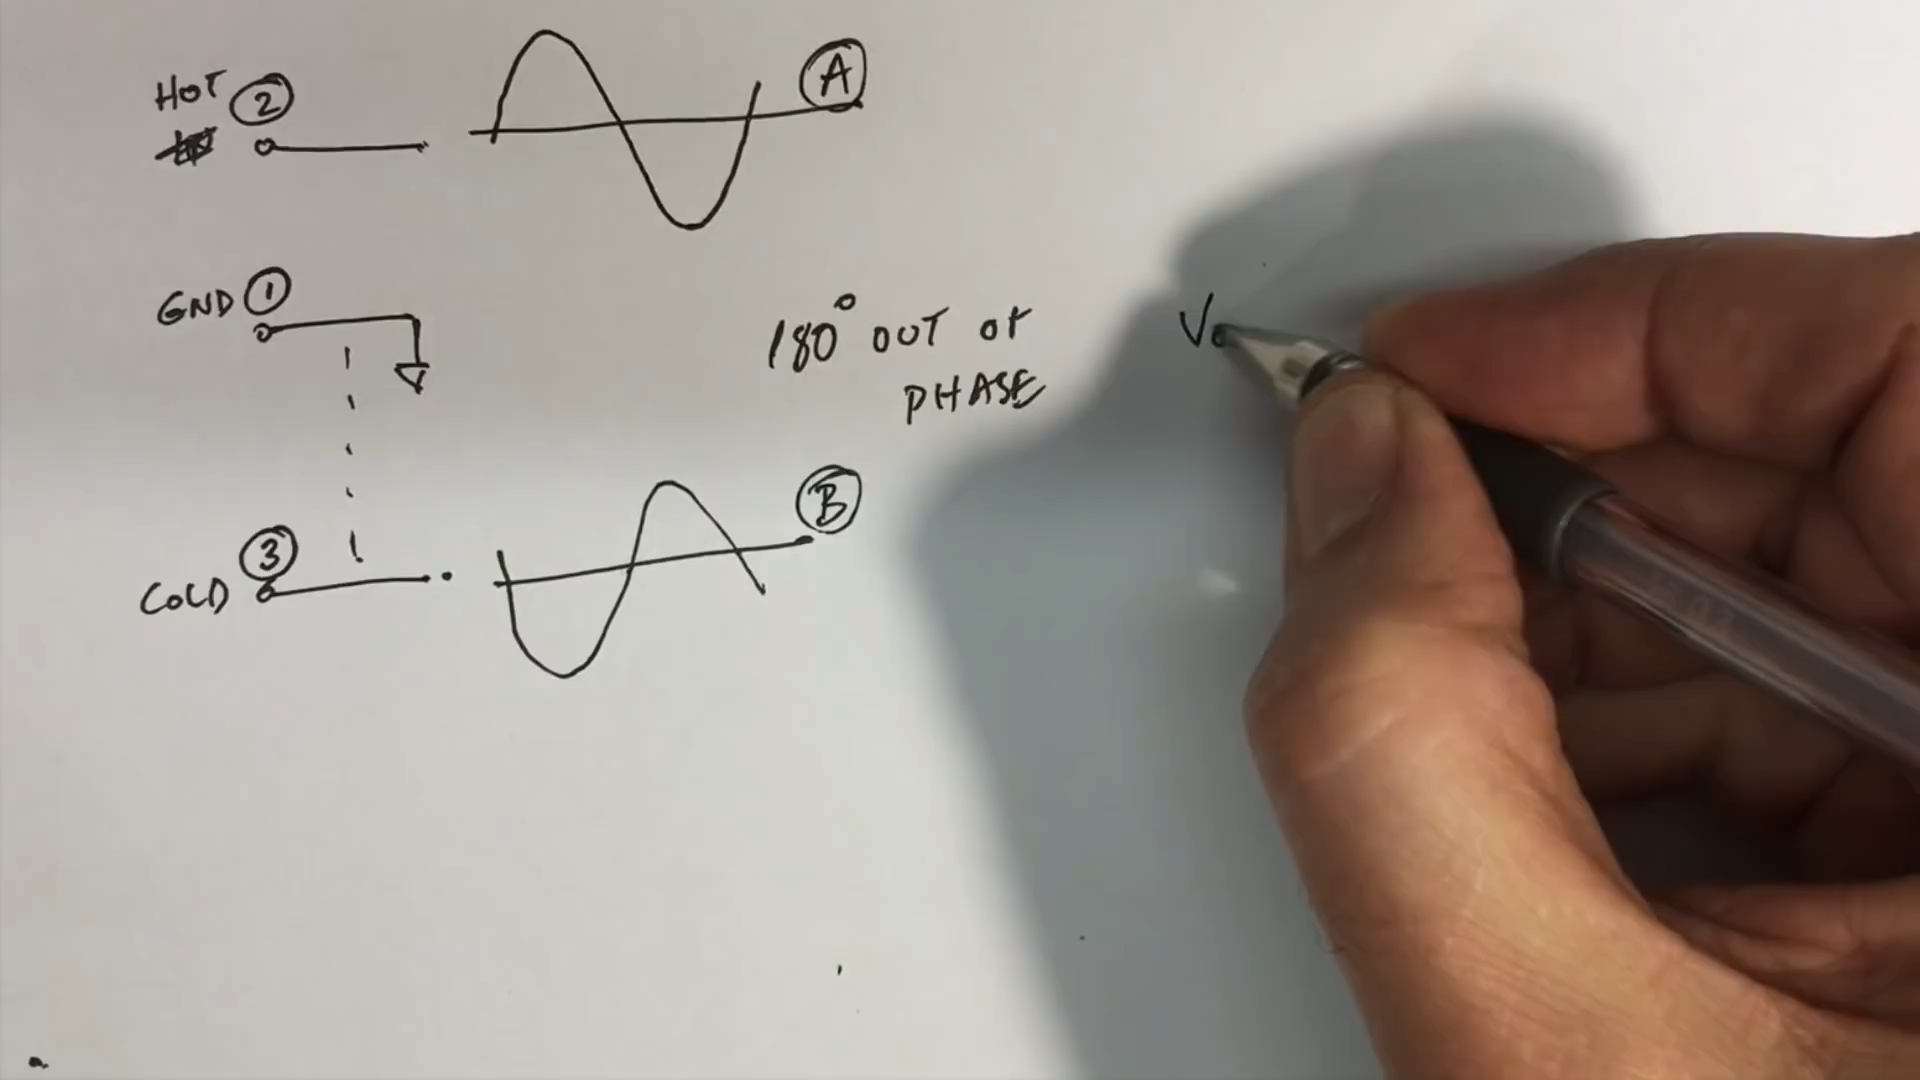 HOT 2
A
GND 1
180° OUT OF
PHASE
B
3
COLD